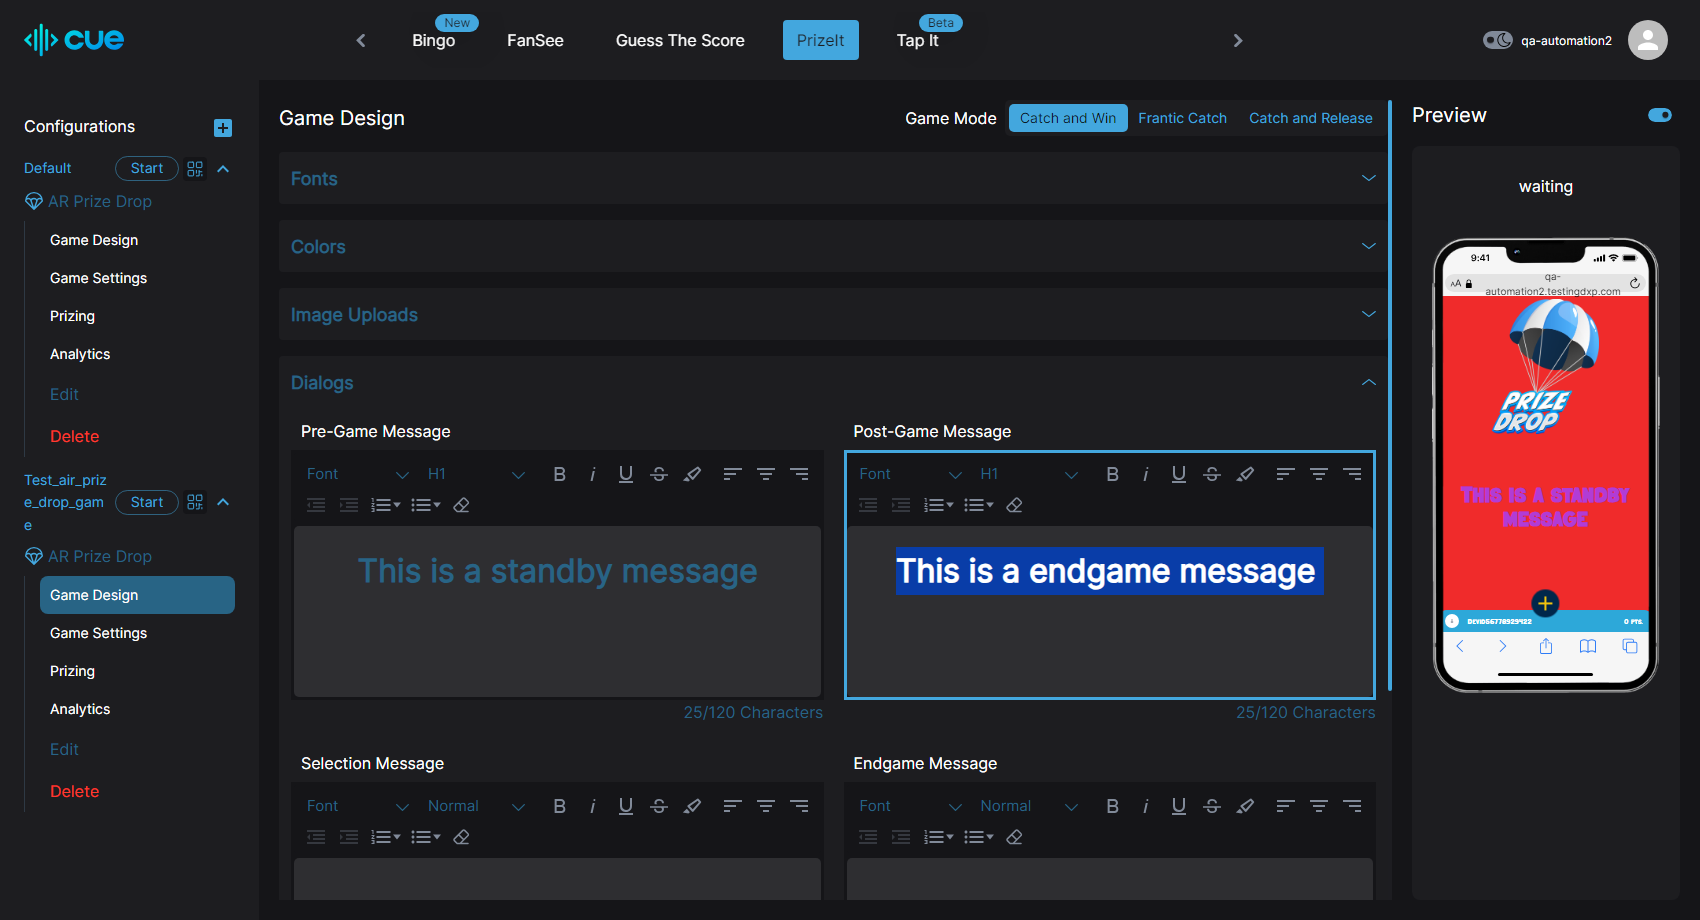 cue
New
Beta
Bingo
FanSee
Guess The Score
PrizeIt
Tap It
qa-automation2
Configurations
Default
Start
AR Prize Drop
Game Design
Game Settings
Prizing
Analytics
Edit
Delete
Test_air_priz
e_drop_gam
e
Start
AR Prize Drop
Game Design
Game Settings
Prizing
Analytics
Edit
Delete
Game Design
Game Mode
Catch and Win
Frantic Catch
Catch and Release
Fonts
Colors
Image Uploads
Dialogs
Pre-Game Message
Font
H1
This is a standby message
25/120 Characters
Post-Game Message
Font
H1
This is a endgame message
25/120 Characters
Selection Message
Font
Normal
Endgame Message
Font
Normal
Preview
waiting
9:41
AA
qa-
automation2.testingdxp.com
PRIZE
DROP
This is a standby
message
0 PTS.